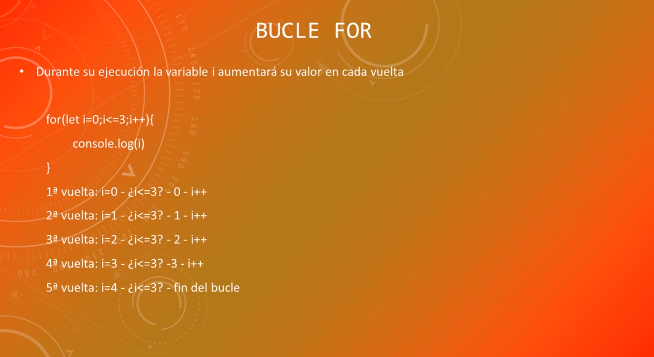 BUCLE FOR
• Durante su ejecución la variable i aumentará su valor en cada vuelta
for(let i=0;i<=3;i++){
console.log(i)
}
1ª vuelta: i=0 - ¿i<=3? - 0 - i++
2ª vuelta: i=1 - ¿i<=3? - 1 - i++
3ª vuelta: i=2 - ¿i<=3? - 2 - i++
4ª vuelta: i=3 - ¿i<=3? -3 - i++
5ª vuelta: i=4 - ¿i<=3? - fin del bucle